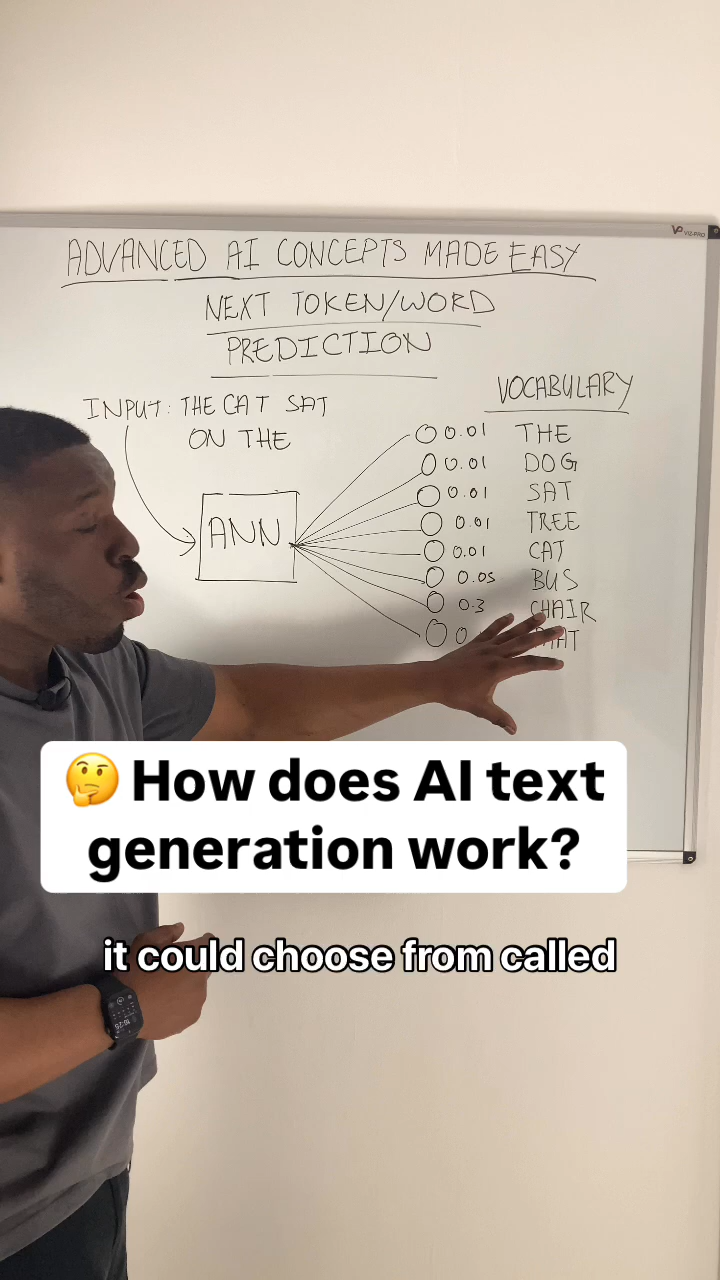 VIZ-PRO
ADVANCED AI CONCEPTS MADE EASY
NEXT TOKEN/WORD
PREDICTION
INPUT: THE CAT SAT
ON THE
ANN
VOCABULARY
0.01 THE
0.01 DOG
0.01 SAT
0.01 TREE
0.01 CAT
0.05 BUS
0.3 CHAIR
🤔 How does AI text
generation work?
it could choose from called